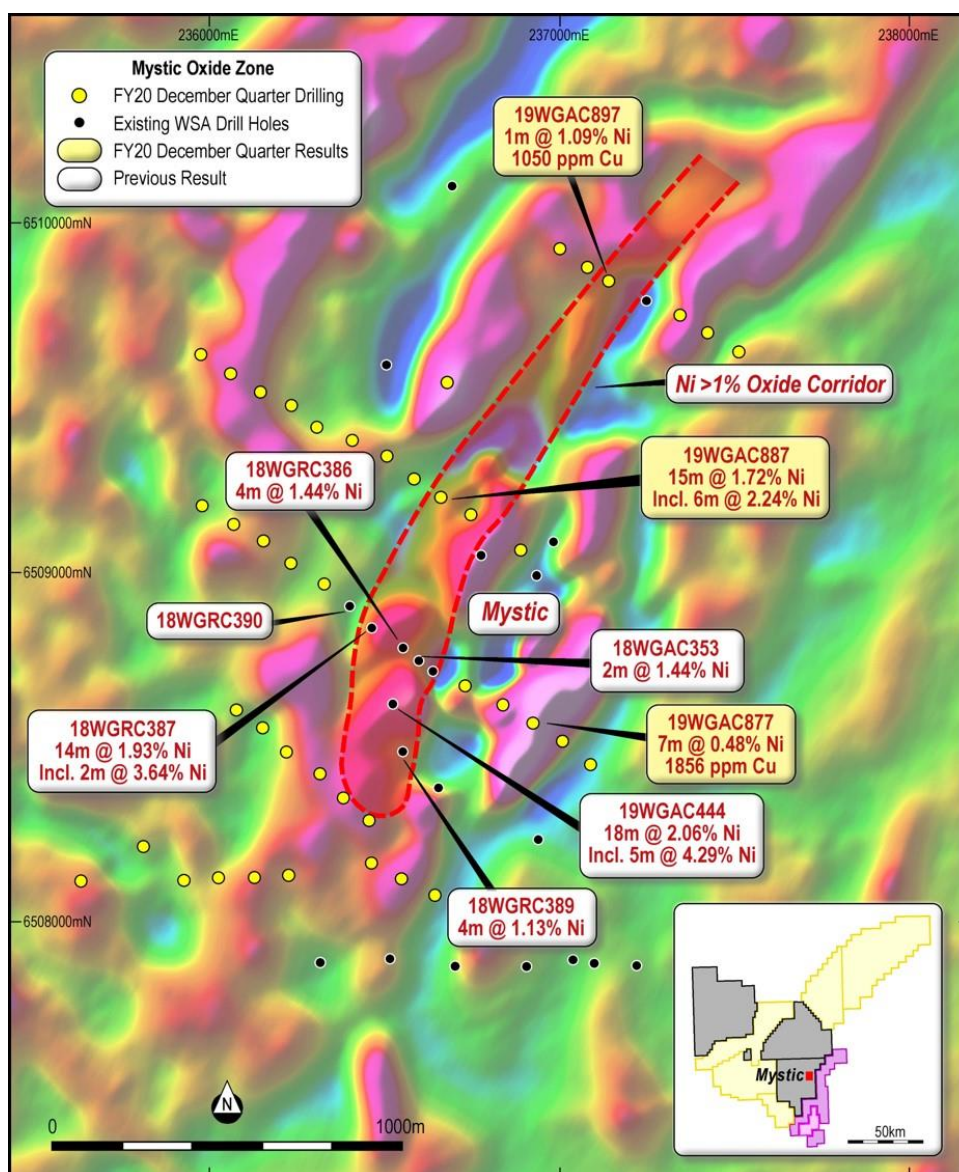 236000mE
237000mE
238000mE
Mystic Oxide Zone
FY20 December Quarter Drilling
Existing WSA Drill Holes
FY20 December Quarter Results
Previous Result
19WGAC897
1m @ 1.09% Ni
1050 ppm Cu
6510000mN
Ni >1% Oxide Corridor
19WGAC887
15m @ 1.72% Ni
Incl. 6m @ 2.24% Ni
18WGRC386
4m @ 1.44% Ni
6509000mN
18WGRC390
Mystic
18WGAC353
2m @ 1.44% Ni
18WGRC387
14m @ 1.93% Ni
Incl. 2m @ 3.64% Ni
19WGAC877
7m @ 0.48% Ni
1856 ppm Cu
19WGAC444
18m @ 2.06% Ni
Incl. 5m @ 4.29% Ni
18WGRC389
4m @ 1.13% Ni
6508000mN
N
0
1000m
Mystic
50km